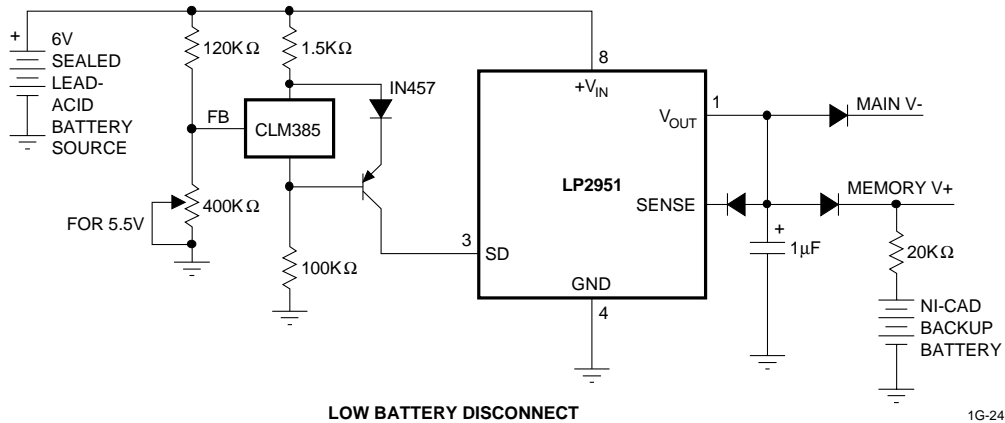 +
6V
SEALED
LEAD-
ACID
BATTERY
SOURCE
120KΩ
1.5KΩ
IN457
FB
CLM385
400KΩ
FOR 5.5V
100KΩ
8
+VIN
1
VOUT
LP2951
SENSE
3
SD
GND
4
MAIN V-
MEMORY V+
+
1µF
20KΩ
NI-CAD
BACKUP
BATTERY
LOW BATTERY DISCONNECT
1G-24